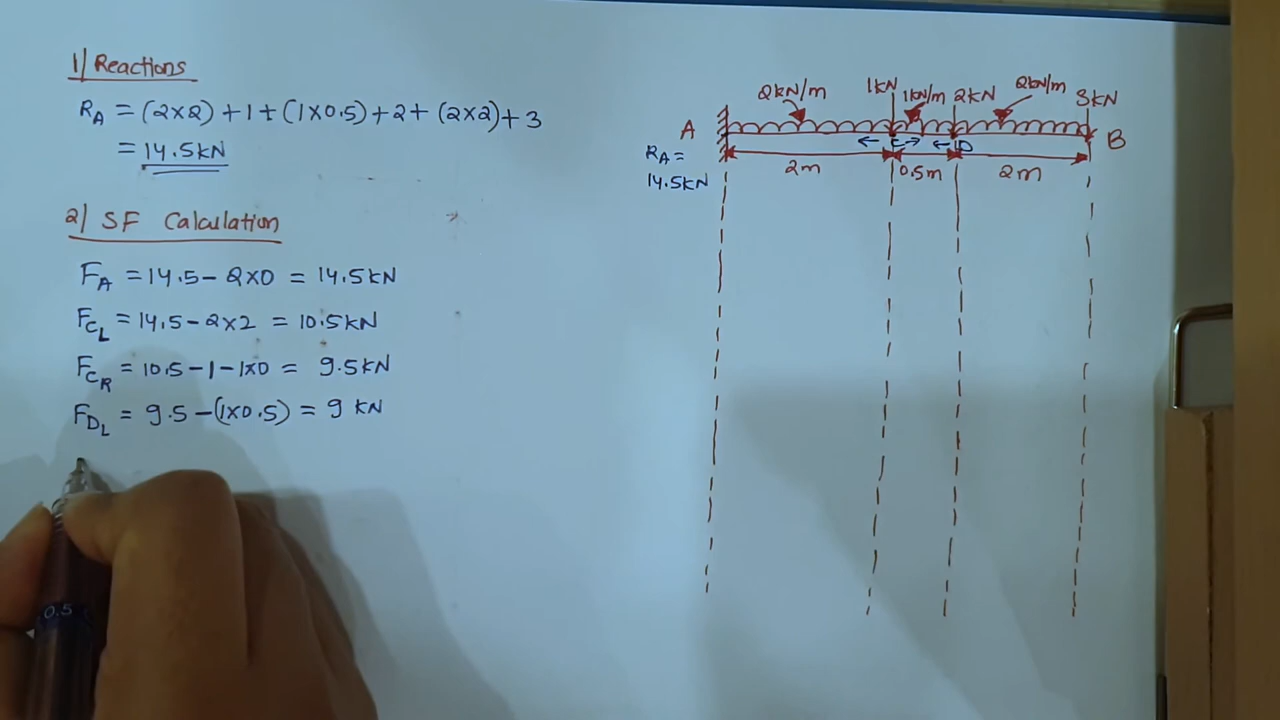 1) Reactions
RA = (2×2) + 1 + (1×0.5) + 2 + (2×2) + 3
= 14.5kN
2) SF Calculation
FA = 14.5 - 2×0 = 14.5kN
FCL = 14.5 - 2×2 = 10.5kN
FCR = 10.5 - 1 - 1×0 = 9.5kN
FDL = 9.5 - (1×0.5) = 9 kN
2kN/m 1kN 1kN/m 2kN 2kN/m 3kN
A C D B
RA =
14.5kN
2m 0.5m 2m
0.5